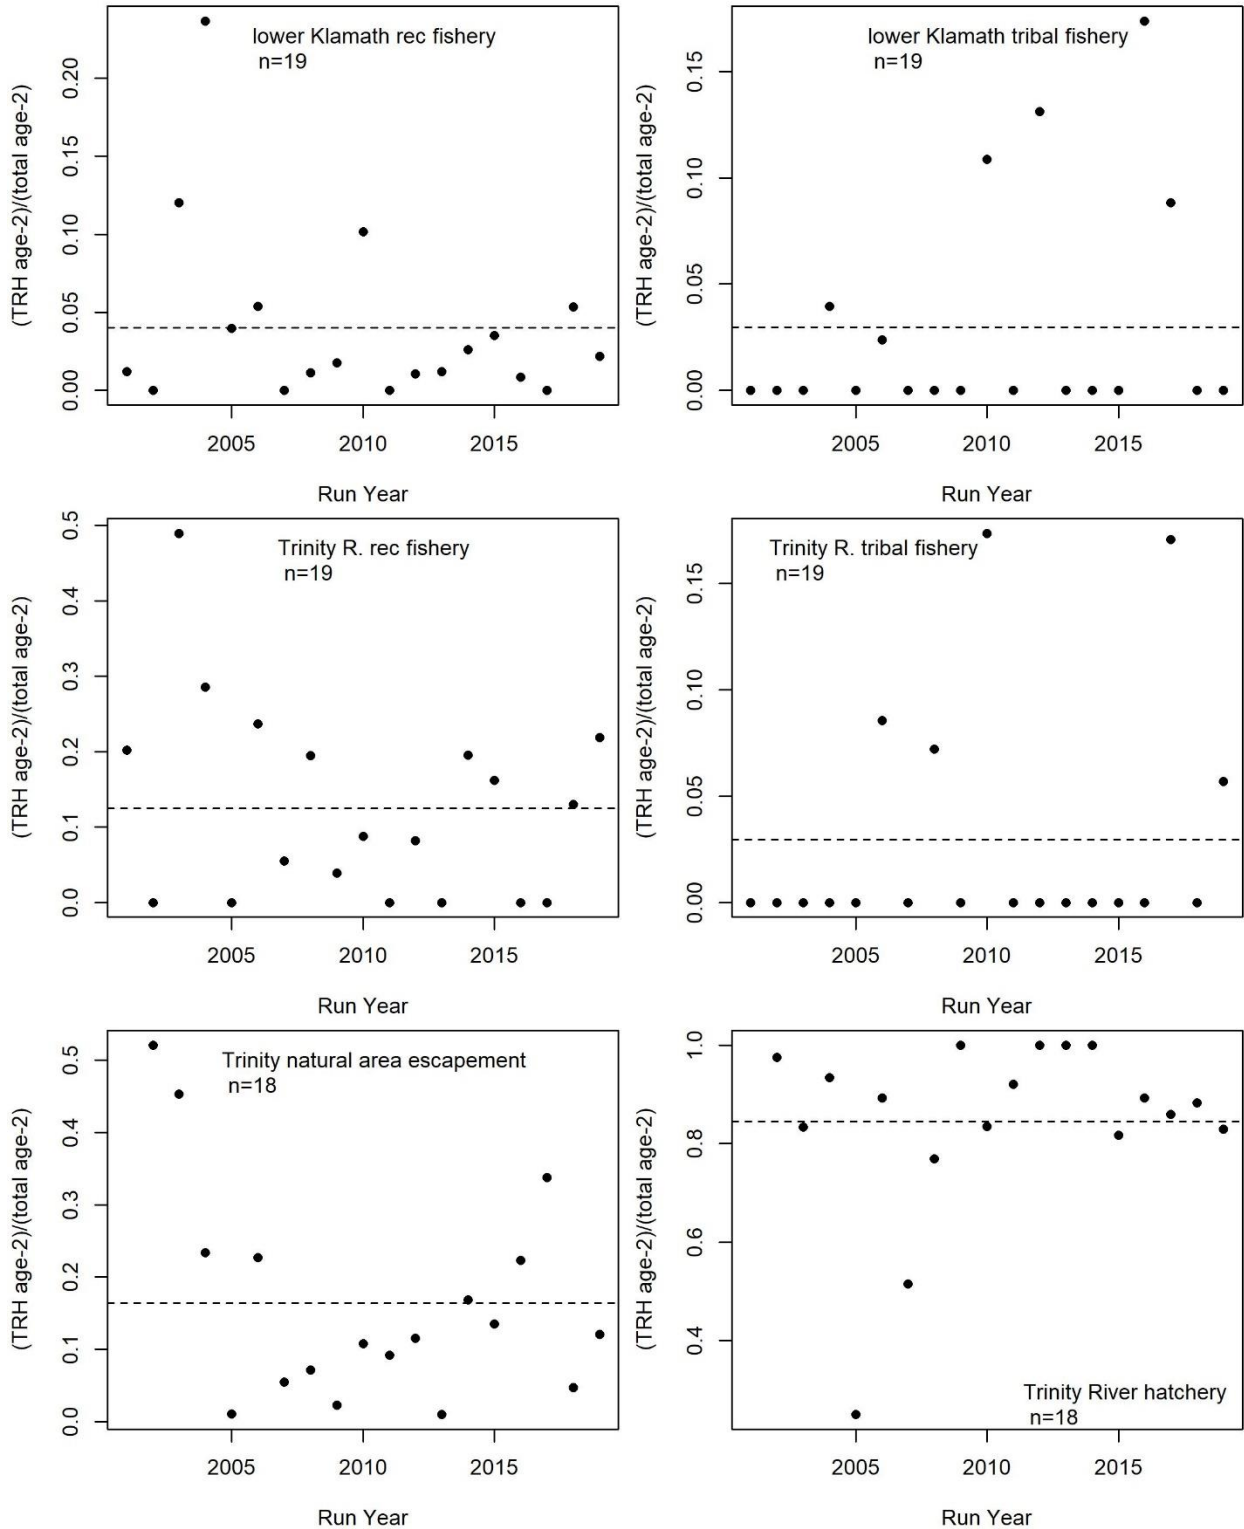 lower Klamath rec fishery
n=19
(TRH age-2)/(total age-2)
0.20
0.15
0.10
0.05
0.00
2005 2010 2015
Run Year
lower Klamath tribal fishery
n=19
(TRH age-2)/(total age-2)
0.15
0.10
0.05
0.00
2005 2010 2015
Run Year
Trinity R. rec fishery
n=19
(TRH age-2)/(total age-2)
0.5
0.4
0.3
0.2
0.1
0.0
2005 2010 2015
Run Year
Trinity R. tribal fishery
n=19
(TRH age-2)/(total age-2)
0.15
0.10
0.05
0.00
2005 2010 2015
Run Year
Trinity natural area escapement
n=18
(TRH age-2)/(total age-2)
0.5
0.4
0.3
0.2
0.1
0.0
2005 2010 2015
Run Year
(TRH age-2)/(total age-2)
1.0
0.8
0.6
0.4
Trinity River hatchery
n=18
2005 2010 2015
Run Year